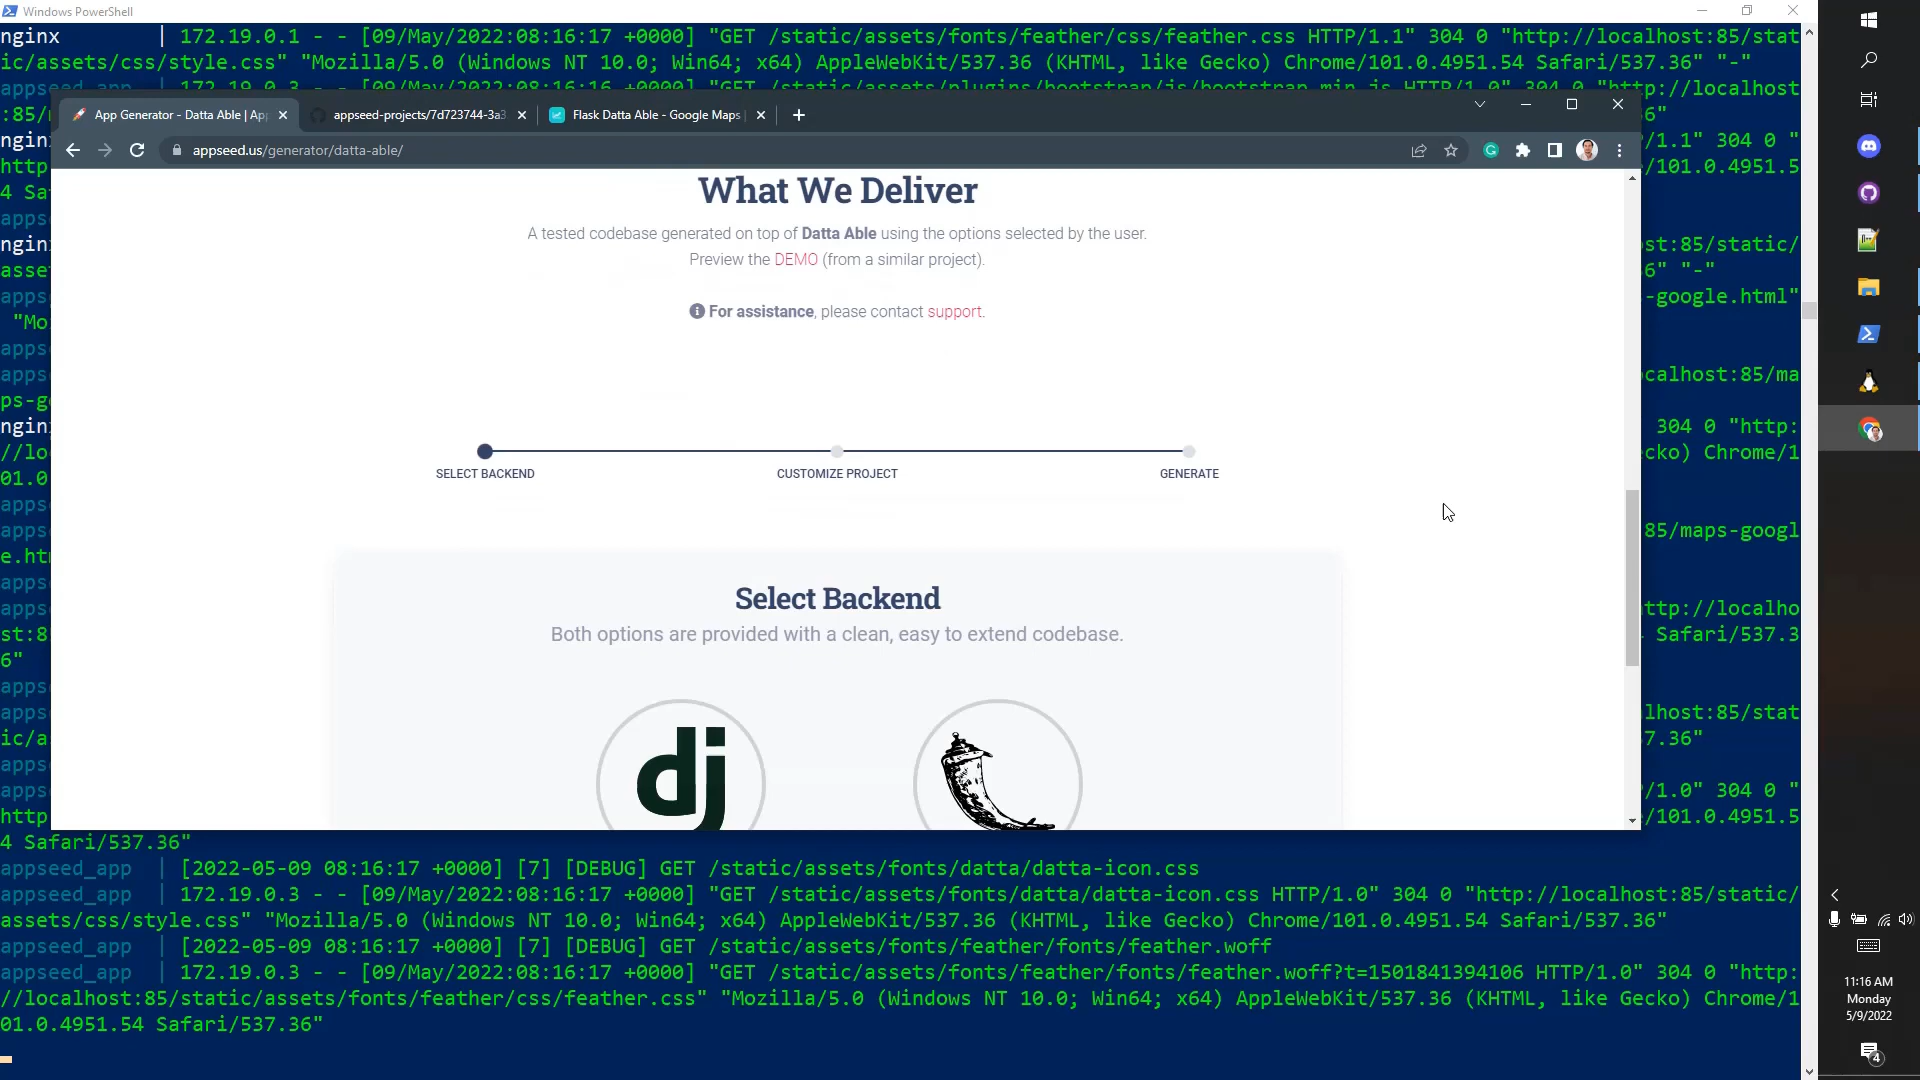 Windows PowerShell
nginx | 172.19.0.1 - - [09/May/2022:08:16:17 +0000] "GET /static/assets/fonts/feather/css/feather.css HTTP/1.1" 304 0 "http://localhost:85/stat
ic/assets/css/style.css" "Mozilla/5.0 (Windows NT 10.0; Win64; x64) AppleWebKit/537.36 (KHTML, like Gecko) Chrome/101.0.4951.54 Safari/537.36" "-"
App Generator - Datta Able | Ap
appseed-projects/7d723744-3a3
Flask Datta Able - Google Maps
appseed.us/generator/datta-able/
What We Deliver
A tested codebase generated on top of Datta Able using the options selected by the user.
Preview the DEMO (from a similar project).
For assistance, please contact support.
SELECT BACKEND
CUSTOMIZE PROJECT
GENERATE
Select Backend
Both options are provided with a clean, easy to extend codebase.
dj
4 Safari/537.36"
appseed_app | [2022-05-09 08:16:17 +0000] [7] [DEBUG] GET /static/assets/fonts/datta/datta-icon.css
appseed_app | 172.19.0.3 - - [09/May/2022:08:16:17 +0000] "GET /static/assets/fonts/datta/datta-icon.css HTTP/1.0" 304 0 "http://localhost:85/static/
assets/css/style.css" "Mozilla/5.0 (Windows NT 10.0; Win64; x64) AppleWebKit/537.36 (KHTML, like Gecko) Chrome/101.0.4951.54 Safari/537.36"
appseed_app | [2022-05-09 08:16:17 +0000] [7] [DEBUG] GET /static/assets/fonts/feather/fonts/feather.woff
appseed_app | 172.19.0.3 - - [09/May/2022:08:16:17 +0000] "GET /static/assets/fonts/feather/fonts/feather.woff?t=1501841394106 HTTP/1.0" 304 0 "http:
//localhost:85/static/assets/fonts/feather/css/feather.css" "Mozilla/5.0 (Windows NT 10.0; Win64; x64) AppleWebKit/537.36 (KHTML, like Gecko) Chrome/1
01.0.4951.54 Safari/537.36"
11:16 AM
Monday
5/9/2022
4